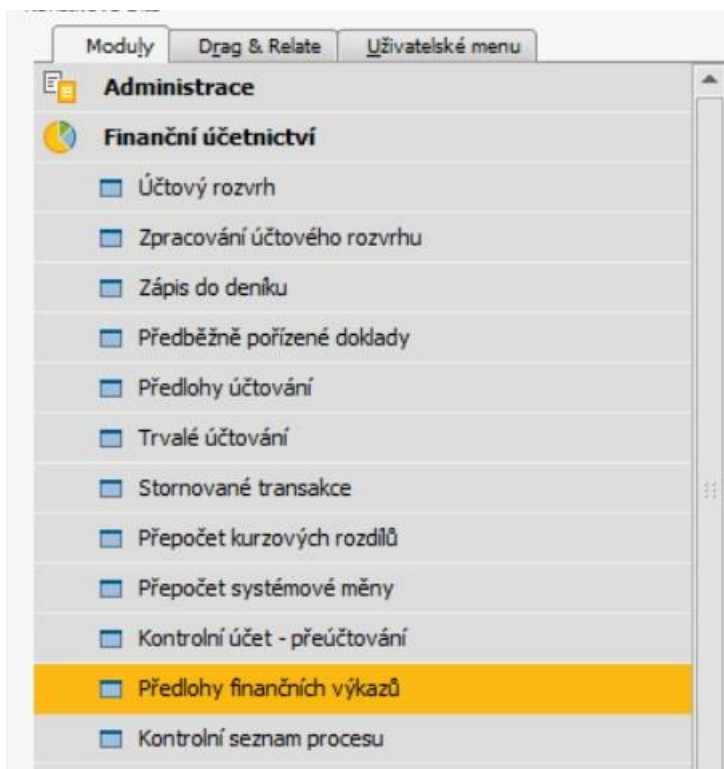 Moduly Drag & Relate Uživatelské menu
Administrace
Finanční účetnictví
Účtový rozvrh
Zpracování účtového rozvrhu
Zápis do deníku
Předběžně pořízené doklady
Předlohy účtování
Trvalé účtování
Stornované transakce
Přepočet kurzových rozdílů
Přepočet systémové měny
Kontrolní účet - přeúčtování
Předlohy finančních výkazů
Kontrolní seznam procesu